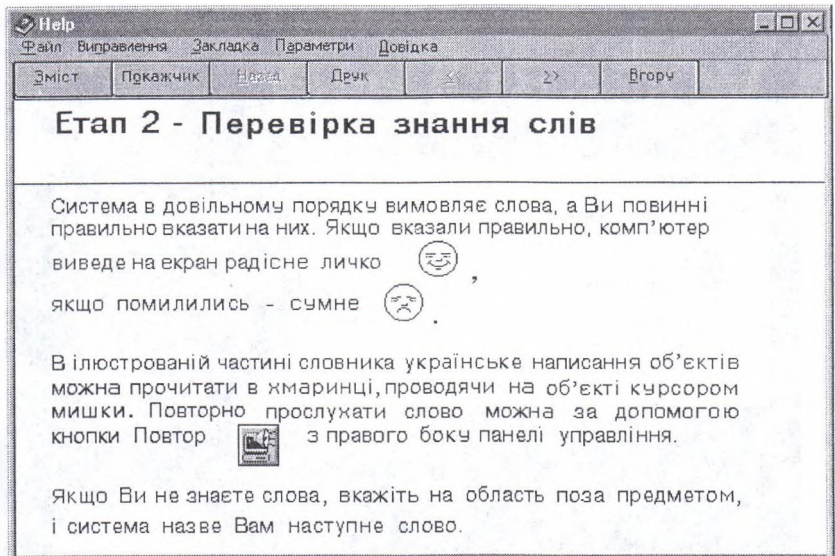 Help
Файл Виправлення Закладка Параметри Довідка
Зміст Покажчик Назад Друк << >> Вгору
Етап 2 - Перевірка знання слів
Система в довільному порядку вимовляє слова, а Ви повинні
правильно вказати на них. Якщо вказали правильно, комп'ютер
виведе на екран радісне личко ,
якщо помилились - сумне .
В ілюстрованій частині словника українське написання об'єктів
можна прочитати в хмаринці, проводячи на об'єкті курсором
мишки. Повторно прослухати слово можна за допомогою
кнопки Повтор з правого боку панелі управління.
Якщо Ви не знаєте слова, вкажіть на область поза предметом,
і система назве Вам наступне слово.